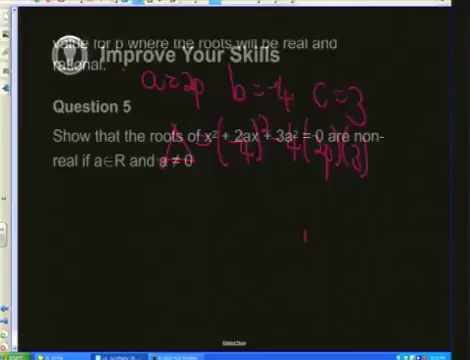 value for p where the roots will be real and
Improve Your Skills
rational.
a=2p b=-4 c=3
Question 5
Show that the roots of x² + 2ax + 3a² = 0 are non-
Δ=(-4)²-4(2p)(3)
real if a∈R and a ≠ 0